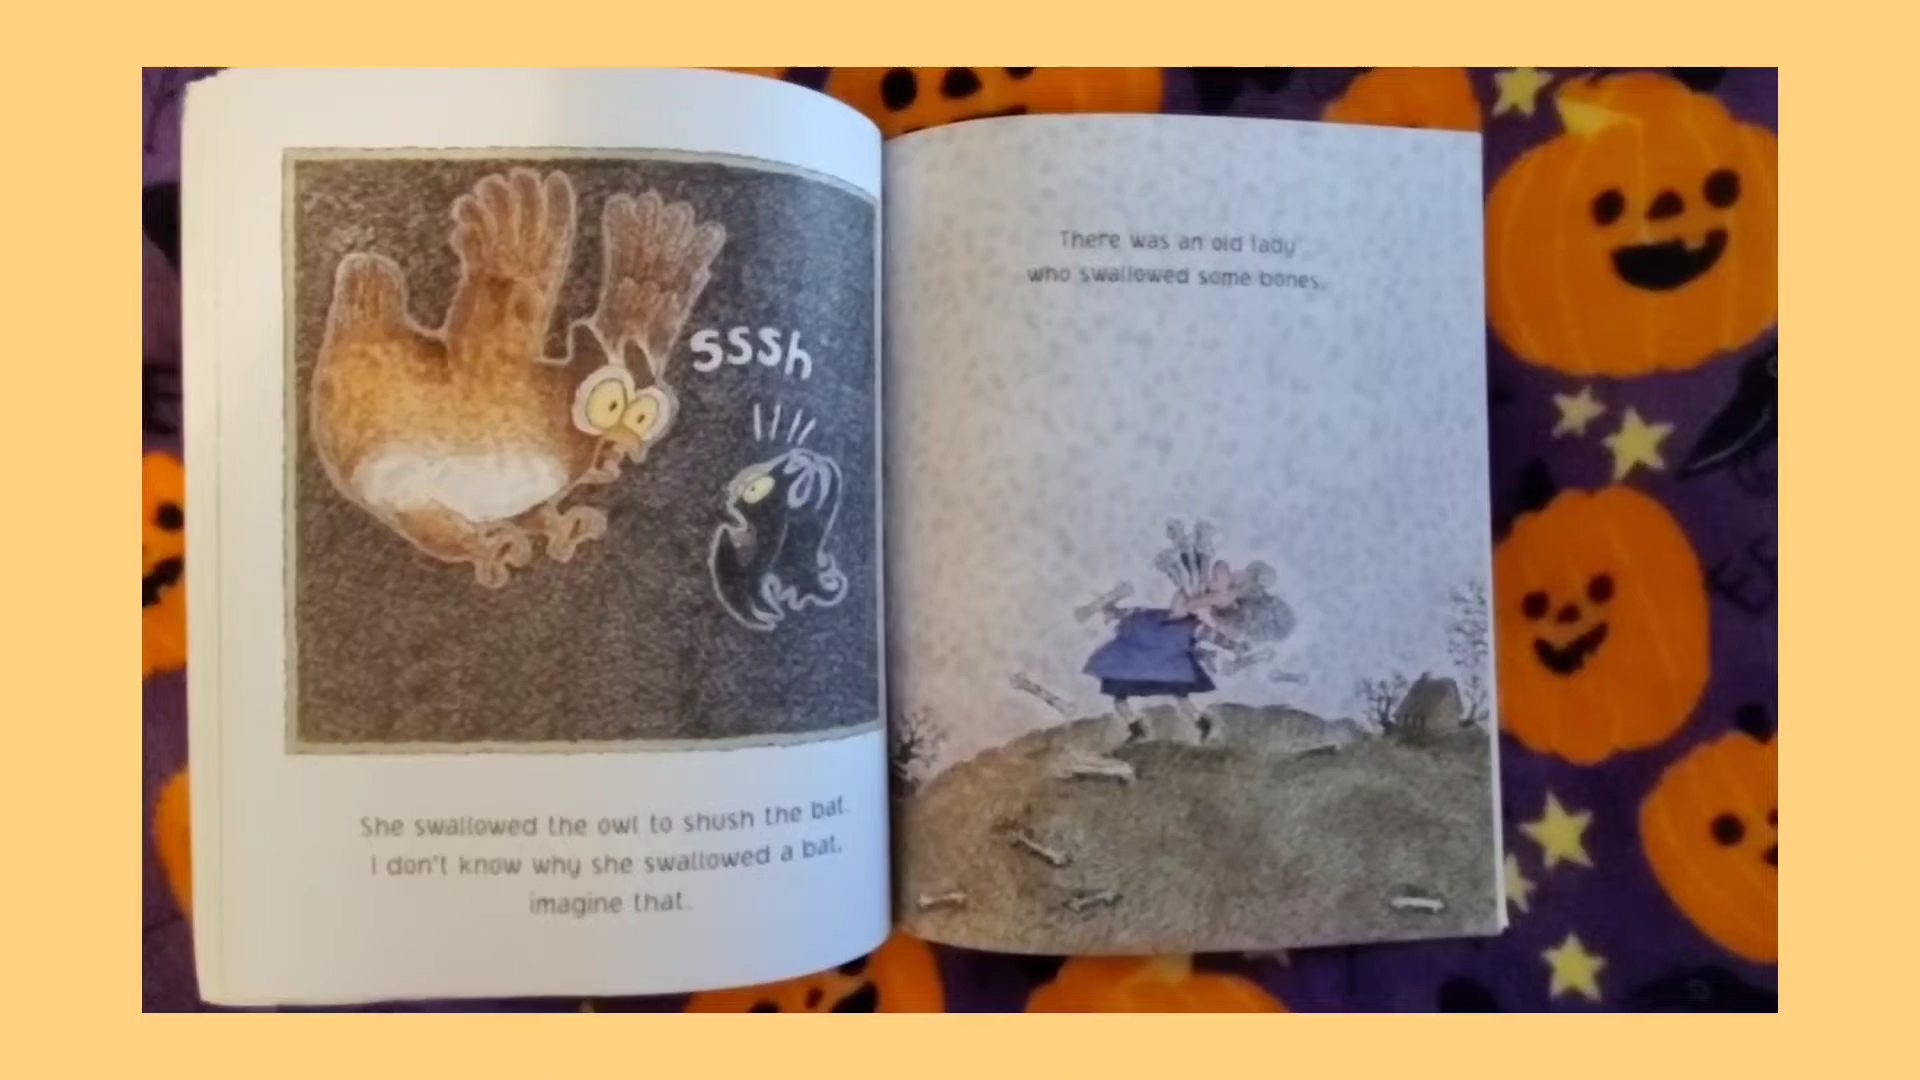 sssh
She swallowed the owl to shush the bat.
I don't know why she swallowed a bat,
imagine that.
There was an old lady
who swallowed some bones.